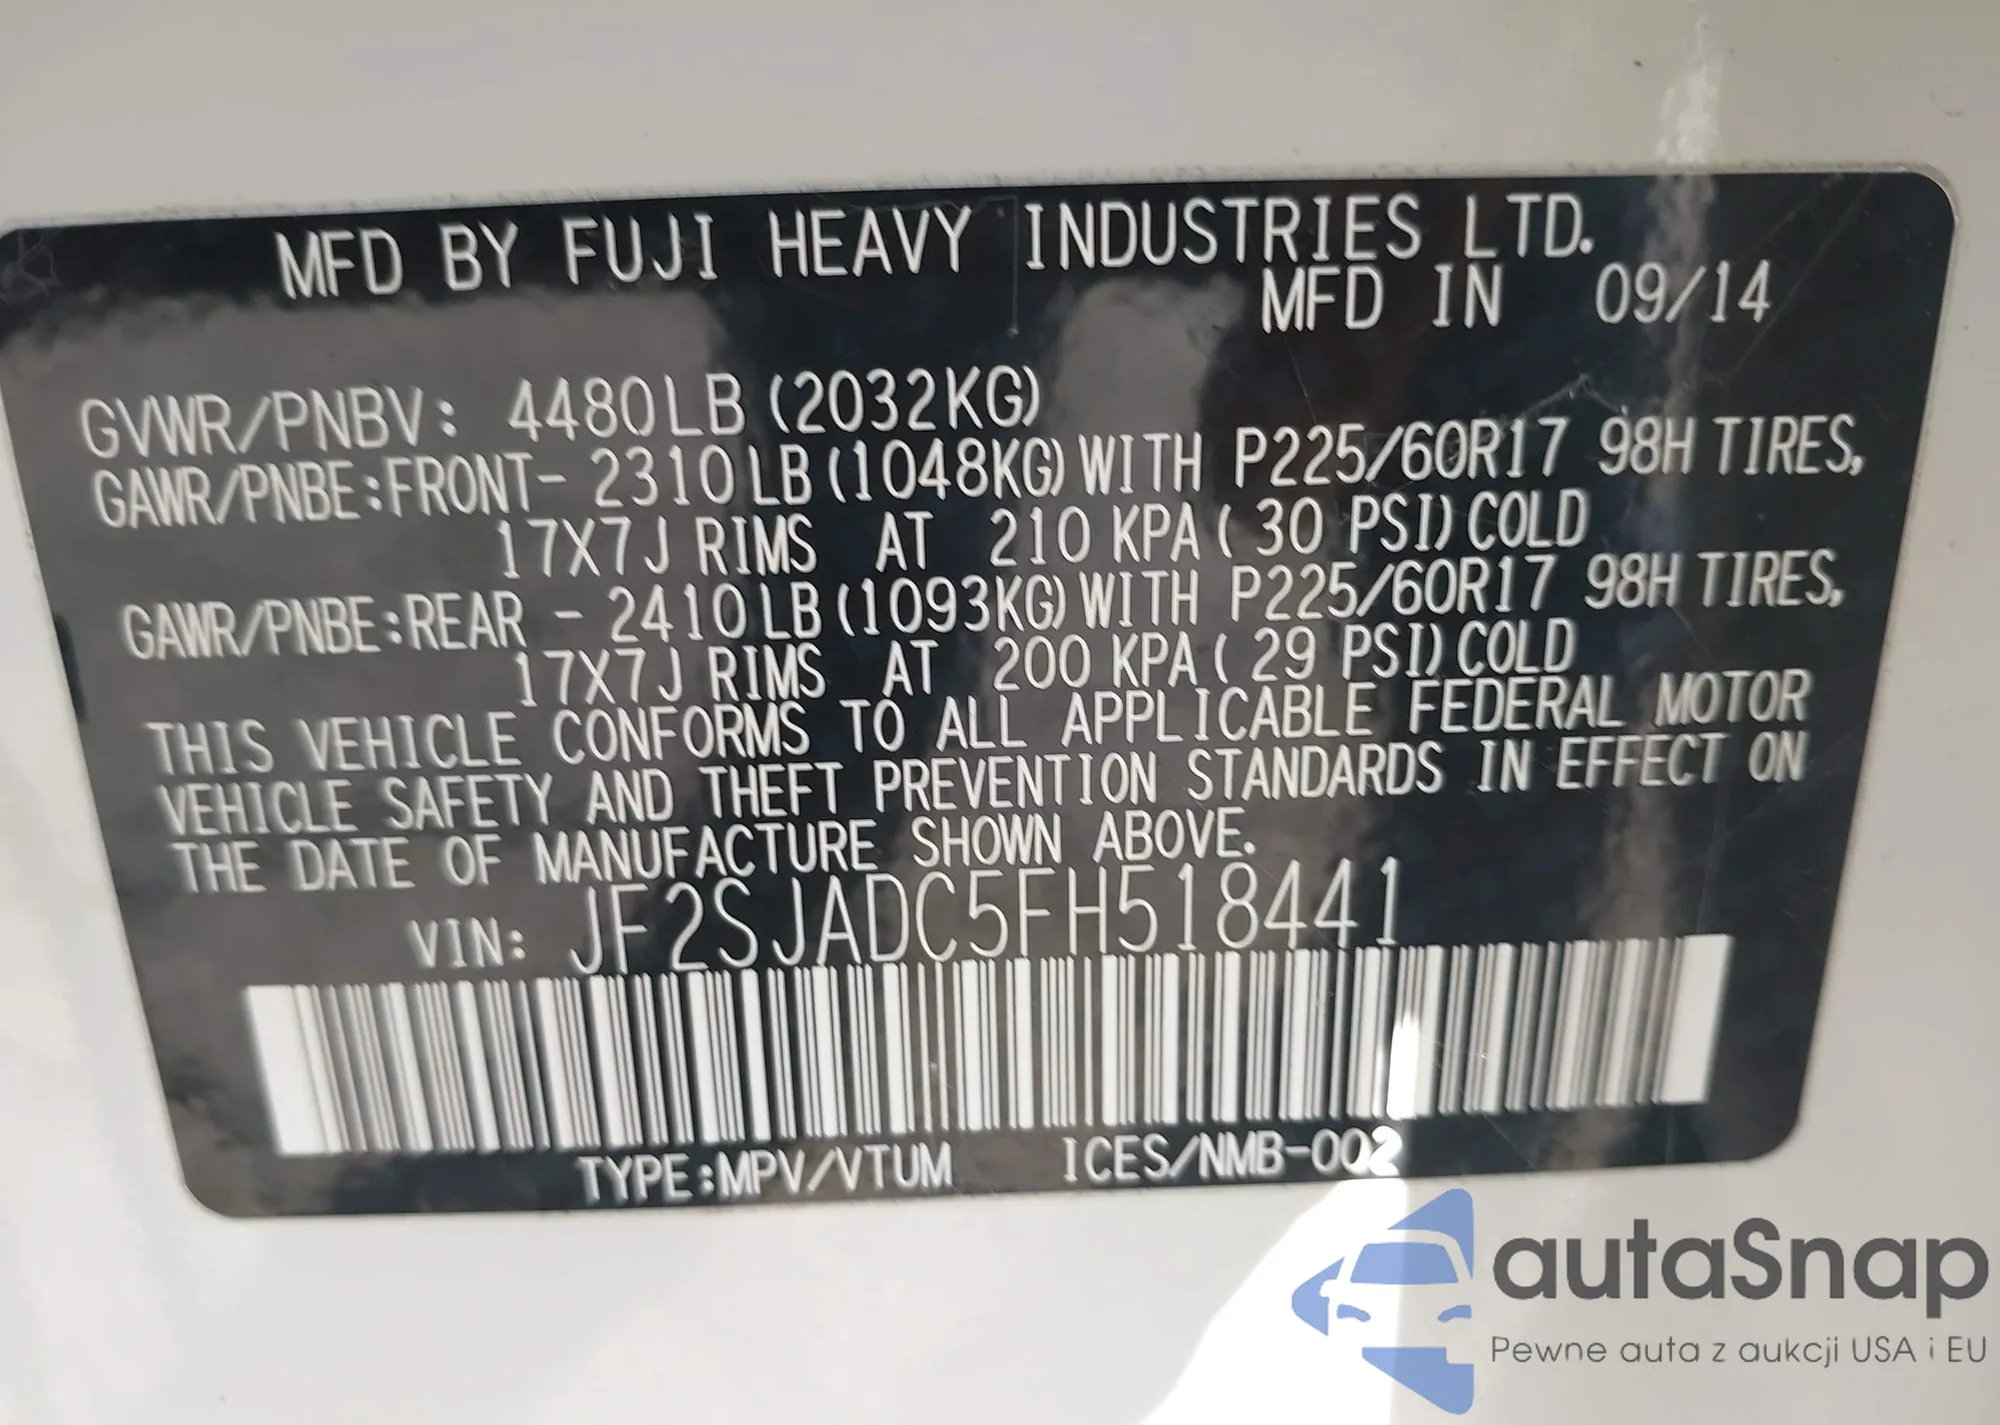 MFD BY FUJI HEAVY INDUSTRIES LTD.
MFD IN 09/14
GVWR/PNBV: 4480LB (2032KG)
GAWR/PNBE:FRONT- 2310LB (1048KG) WITH P225/60R17 98H TIRES,
17X7J RIMS AT 210 KPA ( 30 PSI) COLD
GAWR/PNBE:REAR - 2410LB (1093KG) WITH P225/60R17 98H TIRES,
17X7J RIMS AT 200 KPA ( 29 PSI) COLD
THIS VEHICLE CONFORMS TO ALL APPLICABLE FEDERAL MOTOR
VEHICLE SAFETY AND THEFT PREVENTION STANDARDS IN EFFECT ON
THE DATE OF MANUFACTURE SHOWN ABOVE.
VIN: JF2SJADC5FH518441
TYPE:MPV/VTUM ICES/NMB-002
autaSnap
Pewne auta z aukcji USA i EU